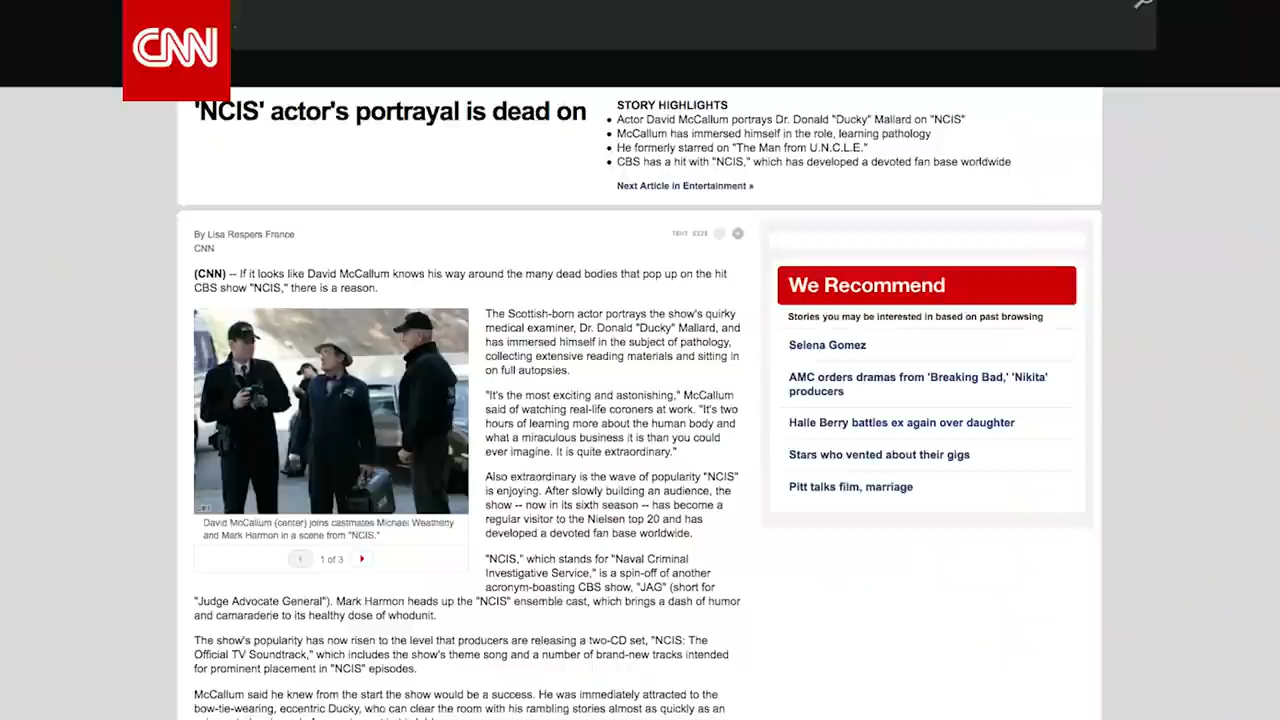 CNN
'NCIS' actor's portrayal is dead on
STORY HIGHLIGHTS
Actor David McCallum portrays Dr. Donald "Ducky" Mallard on "NCIS"
McCallum has immersed himself in the role, learning pathology
He formerly starred on "The Man from U.N.C.L.E."
CBS has a hit with "NCIS," which has developed a devoted fan base worldwide
Next Article in Entertainment »
By Lisa Respers France
CNN
TEXT SIZE
(CNN) -- If it looks like David McCallum knows his way around the many dead bodies that pop up on the hit
CBS show "NCIS," there is a reason.
The Scottish-born actor portrays the show's quirky
medical examiner, Dr. Donald "Ducky" Mallard, and
has immersed himself in the subject of pathology,
collecting extensive reading materials and sitting in
on full autopsies.
"It's the most exciting and astonishing," McCallum
said of watching real-life coroners at work. "It's two
hours of learning more about the human body and
what a miraculous business it is than you could
ever imagine. It is quite extraordinary."
Also extraordinary is the wave of popularity "NCIS"
is enjoying. After slowly building an audience, the
show -- now in its sixth season -- has become a
regular visitor to the Nielsen top 20 and has
developed a devoted fan base worldwide.
CBS
David McCallum (center) joins castmates Michael Weatherly
and Mark Harmon in a scene from "NCIS."
1 of 3
"NCIS," which stands for "Naval Criminal
Investigative Service," is a spin-off of another
acronym-boasting CBS show, "JAG" (short for
"Judge Advocate General"). Mark Harmon heads up the "NCIS" ensemble cast, which brings a dash of humor
and camaraderie to its healthy dose of whodunit.
The show's popularity has now risen to the level that producers are releasing a two-CD set, "NCIS: The
Official TV Soundtrack," which includes the show's theme song and a number of brand-new tracks intended
for prominent placement in "NCIS" episodes.
McCallum said he knew from the start the show would be a success. He was immediately attracted to the
bow-tie-wearing, eccentric Ducky, who can clear the room with his rambling stories almost as quickly as an
We Recommend
Stories you may be interested in based on past browsing
Selena Gomez
AMC orders dramas from 'Breaking Bad,' 'Nikita'
producers
Halle Berry battles ex again over daughter
Stars who vented about their gigs
Pitt talks film, marriage